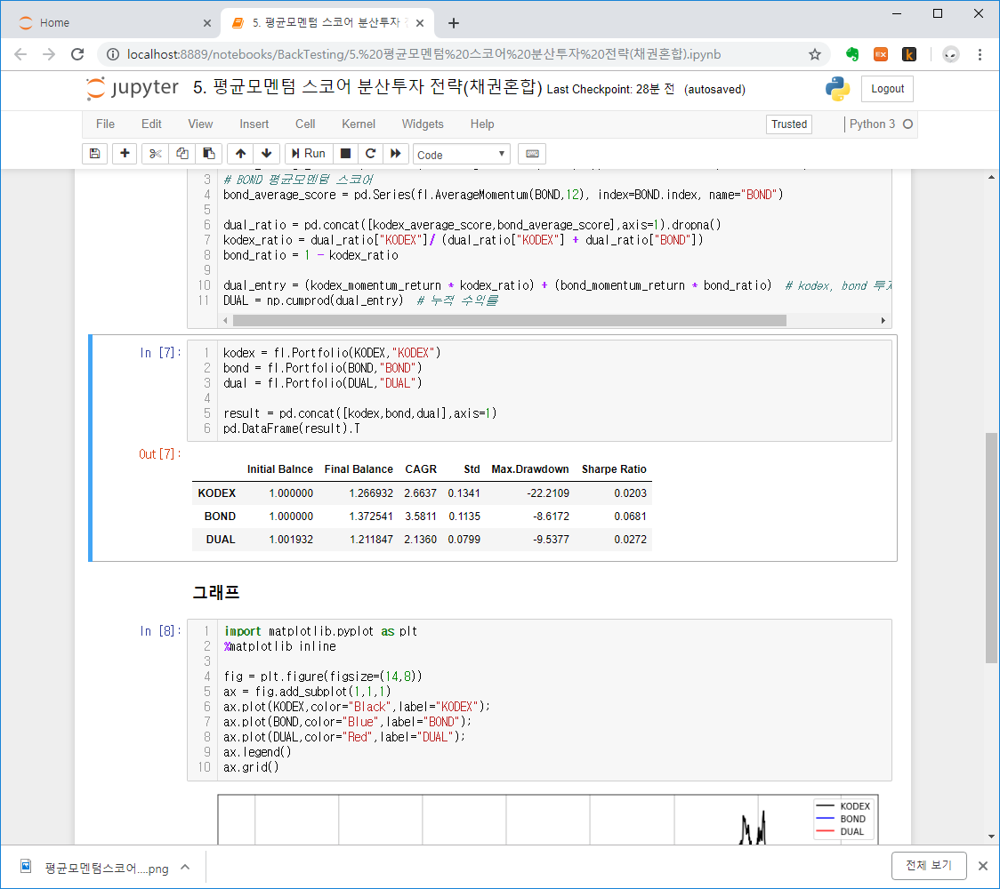 Home
5. 평균모멘텀 스코어 분산투자 전
localhost:8889/notebooks/BackTesting/5.%20평균모멘텀%20스코어%20분산투자%20전략(채권혼합).ipynb
EX
k
jupyter 5. 평균모멘텀 스코어 분산투자 전략(채권혼합) Last Checkpoint: 28분 전 (autosaved)
Logout
File Edit View Insert Cell Kernel Widgets Help Trusted Python 3
Run Code
3 # BOND 평균모멘텀 스코어
4 bond_average_score = pd.Series(fl.AverageMomentum(BOND,12), index=BOND.index, name="BOND")
5
6 dual_ratio = pd.concat([kodex_average_score,bond_average_score],axis=1).dropna()
7 kodex_ratio = dual_ratio["KODEX"]/ (dual_ratio["KODEX"] + dual_ratio["BOND"])
8 bond_ratio = 1 - kodex_ratio
9
10 dual_entry = (kodex_momentum_return * kodex_ratio) + (bond_momentum_return * bond_ratio) # kodex, bond 투자
11 DUAL = np.cumprod(dual_entry) # 누적 수익률
In [7]:
1 kodex = fl.Portfolio(KODEX,"KODEX")
2 bond = fl.Portfolio(BOND,"BOND")
3 dual = fl.Portfolio(DUAL,"DUAL")
4
5 result = pd.concat([kodex,bond,dual],axis=1)
6 pd.DataFrame(result).T
Out[7]:
Initial Balnce Final Balance CAGR Std Max.Drawdown Sharpe Ratio
KODEX 1.000000 1.266932 2.6637 0.1341 -22.2109 0.0203
BOND 1.000000 1.372541 3.5811 0.1135 -8.6172 0.0681
DUAL 1.001932 1.211847 2.1360 0.0799 -9.5377 0.0272
그래프
In [8]:
1 import matplotlib.pyplot as plt
2 %matplotlib inline
3
4 fig = plt.figure(figsize=(14,8))
5 ax = fig.add_subplot(1,1,1)
6 ax.plot(KODEX,color="Black",label="KODEX");
7 ax.plot(BOND,color="Blue",label="BOND");
8 ax.plot(DUAL,color="Red",label="DUAL");
9 ax.legend()
10 ax.grid()
KODEX
BOND
DUAL
평균모멘텀스코어....png
전체 보기